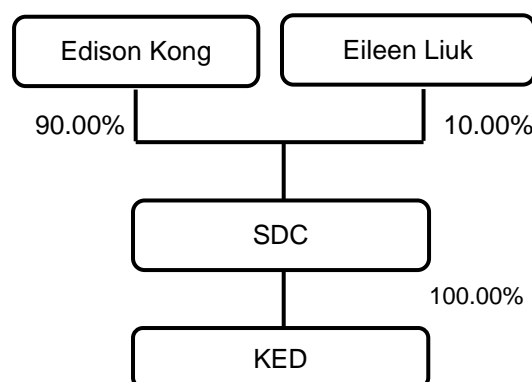 Edison Kong
Eileen Liuk
90.00%
10.00%
SDC
100.00%
KED